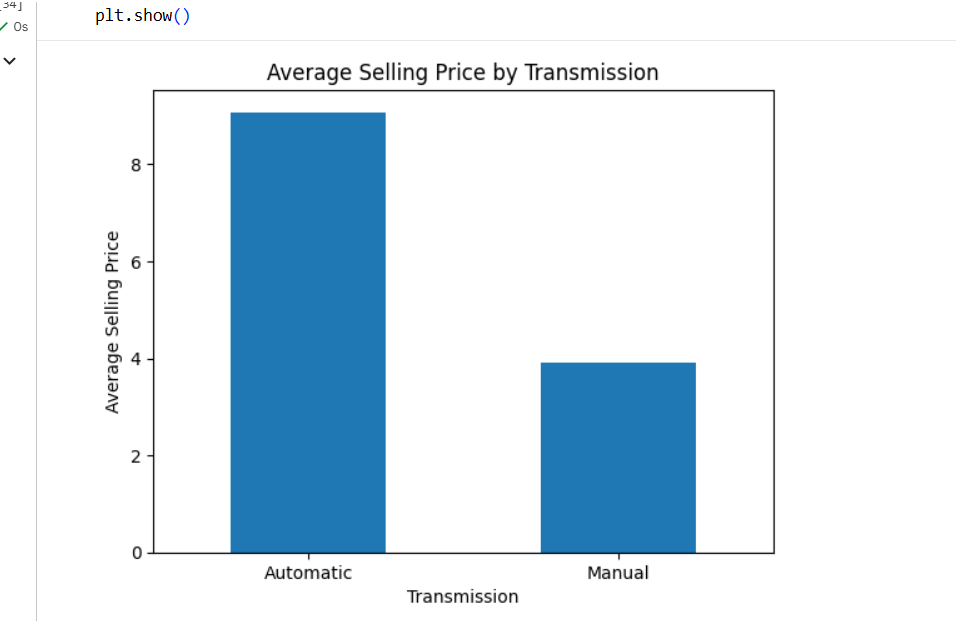 34]
plt.show()
0s
Average Selling Price by Transmission
8
6
4
2
0
Average Selling Price
Automatic Manual
Transmission